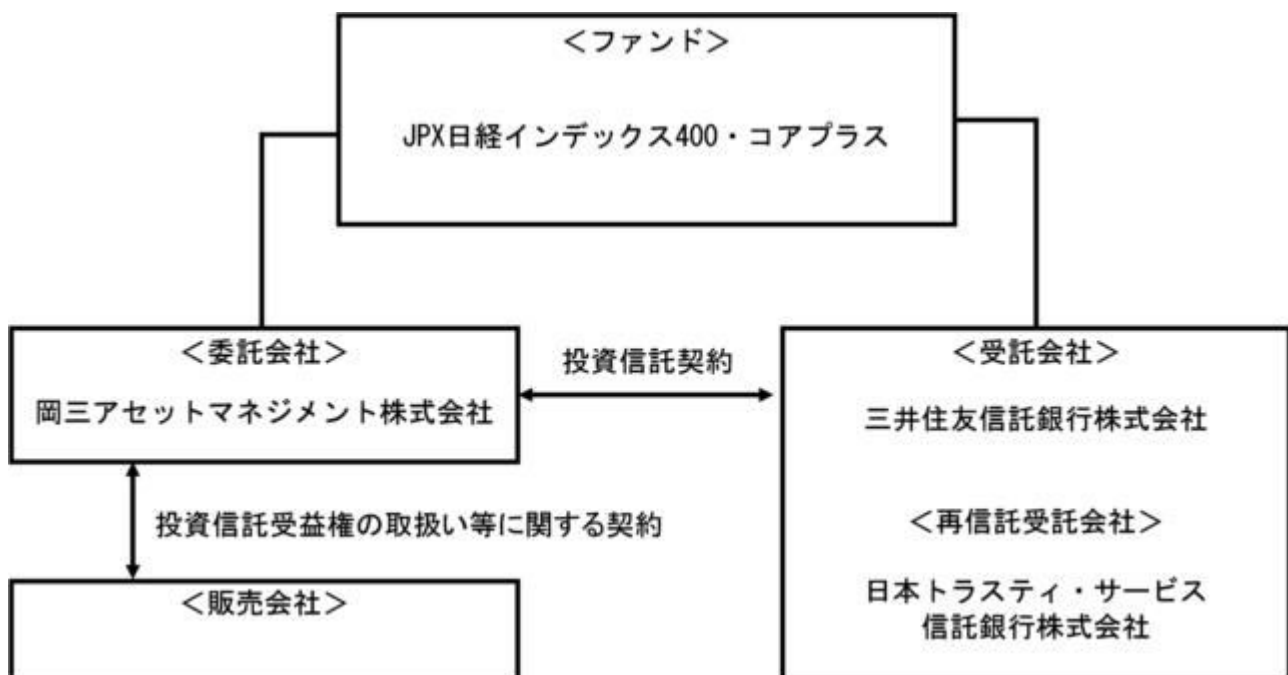 ＜ファンド＞
JPX日経インデックス400・コアプラス
＜委託会社＞
岡三アセットマネジメント株式会社
投資信託契約
＜受託会社＞
三井住友信託銀行株式会社
＜再信託受託会社＞
日本トラスティ・サービス
信託銀行株式会社
投資信託受益権の取扱い等に関する契約
＜販売会社＞